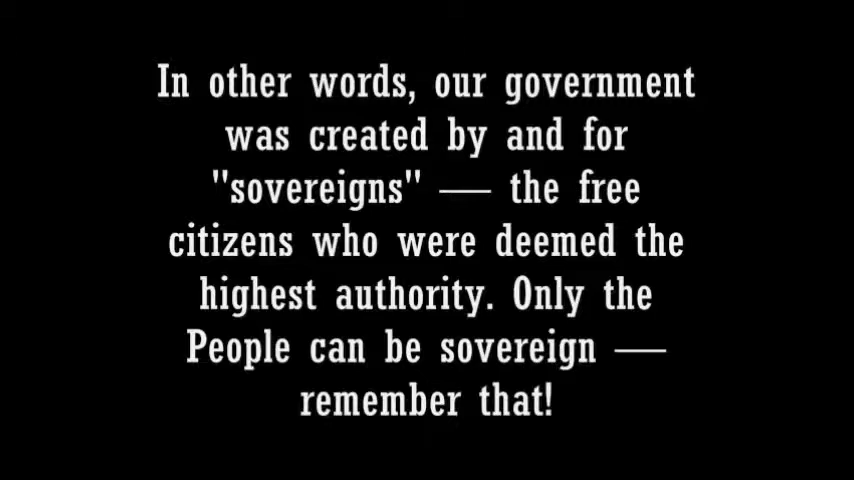 In other words, our government
was created by and for
"sovereigns" — the free
citizens who were deemed the
highest authority. Only the
People can be sovereign —
remember that!